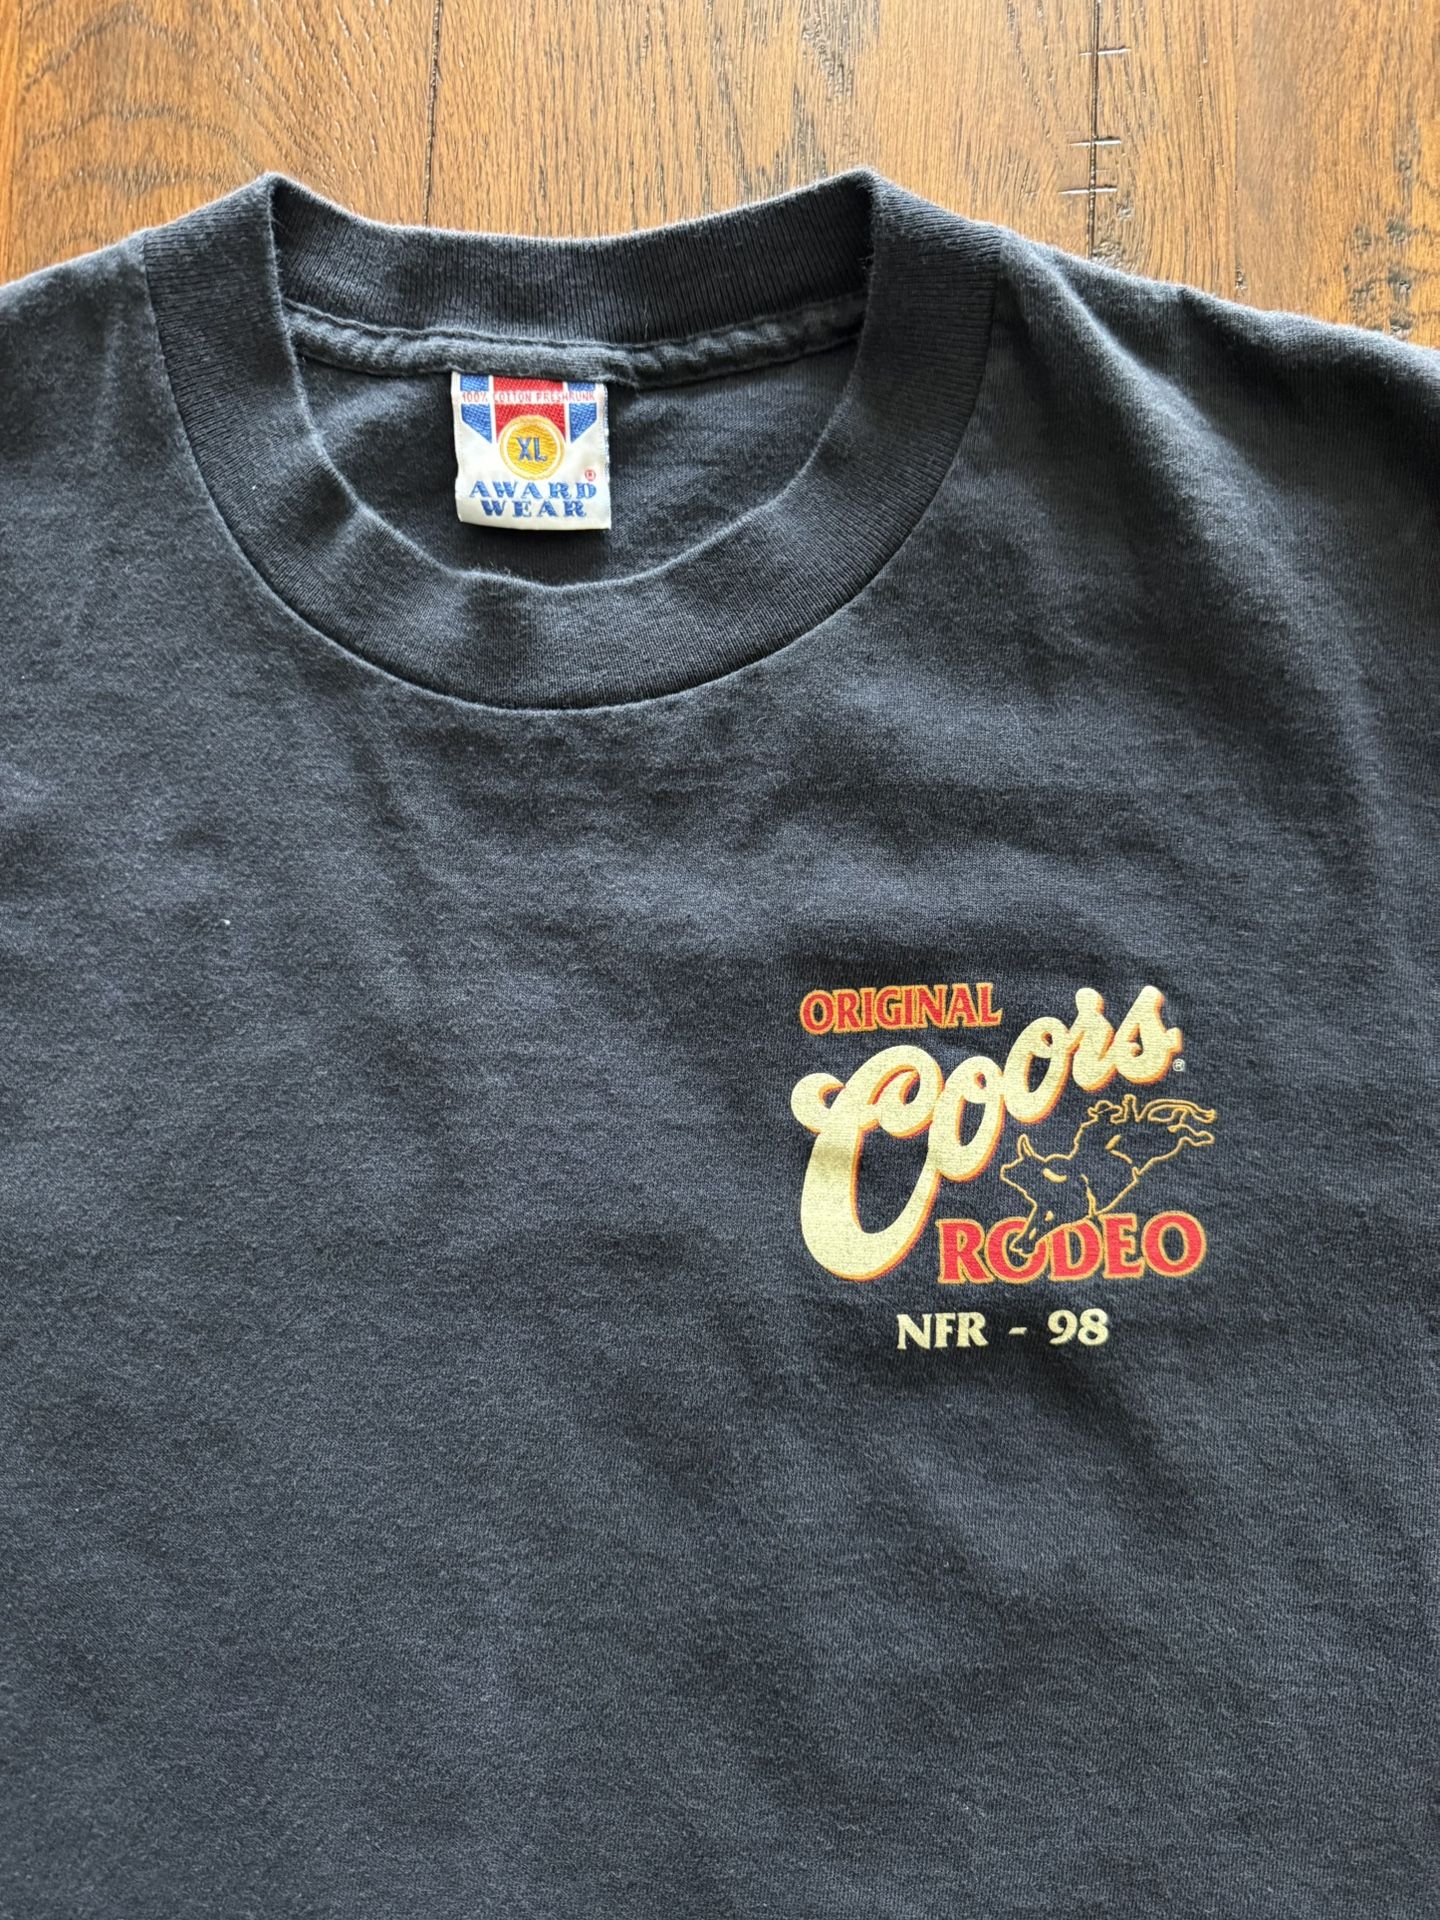 100% COTTON PRESHRUNK
XL
AWARD ®
WEAR
ORIGINAL
Coors ®
RODEO
NFR - 98